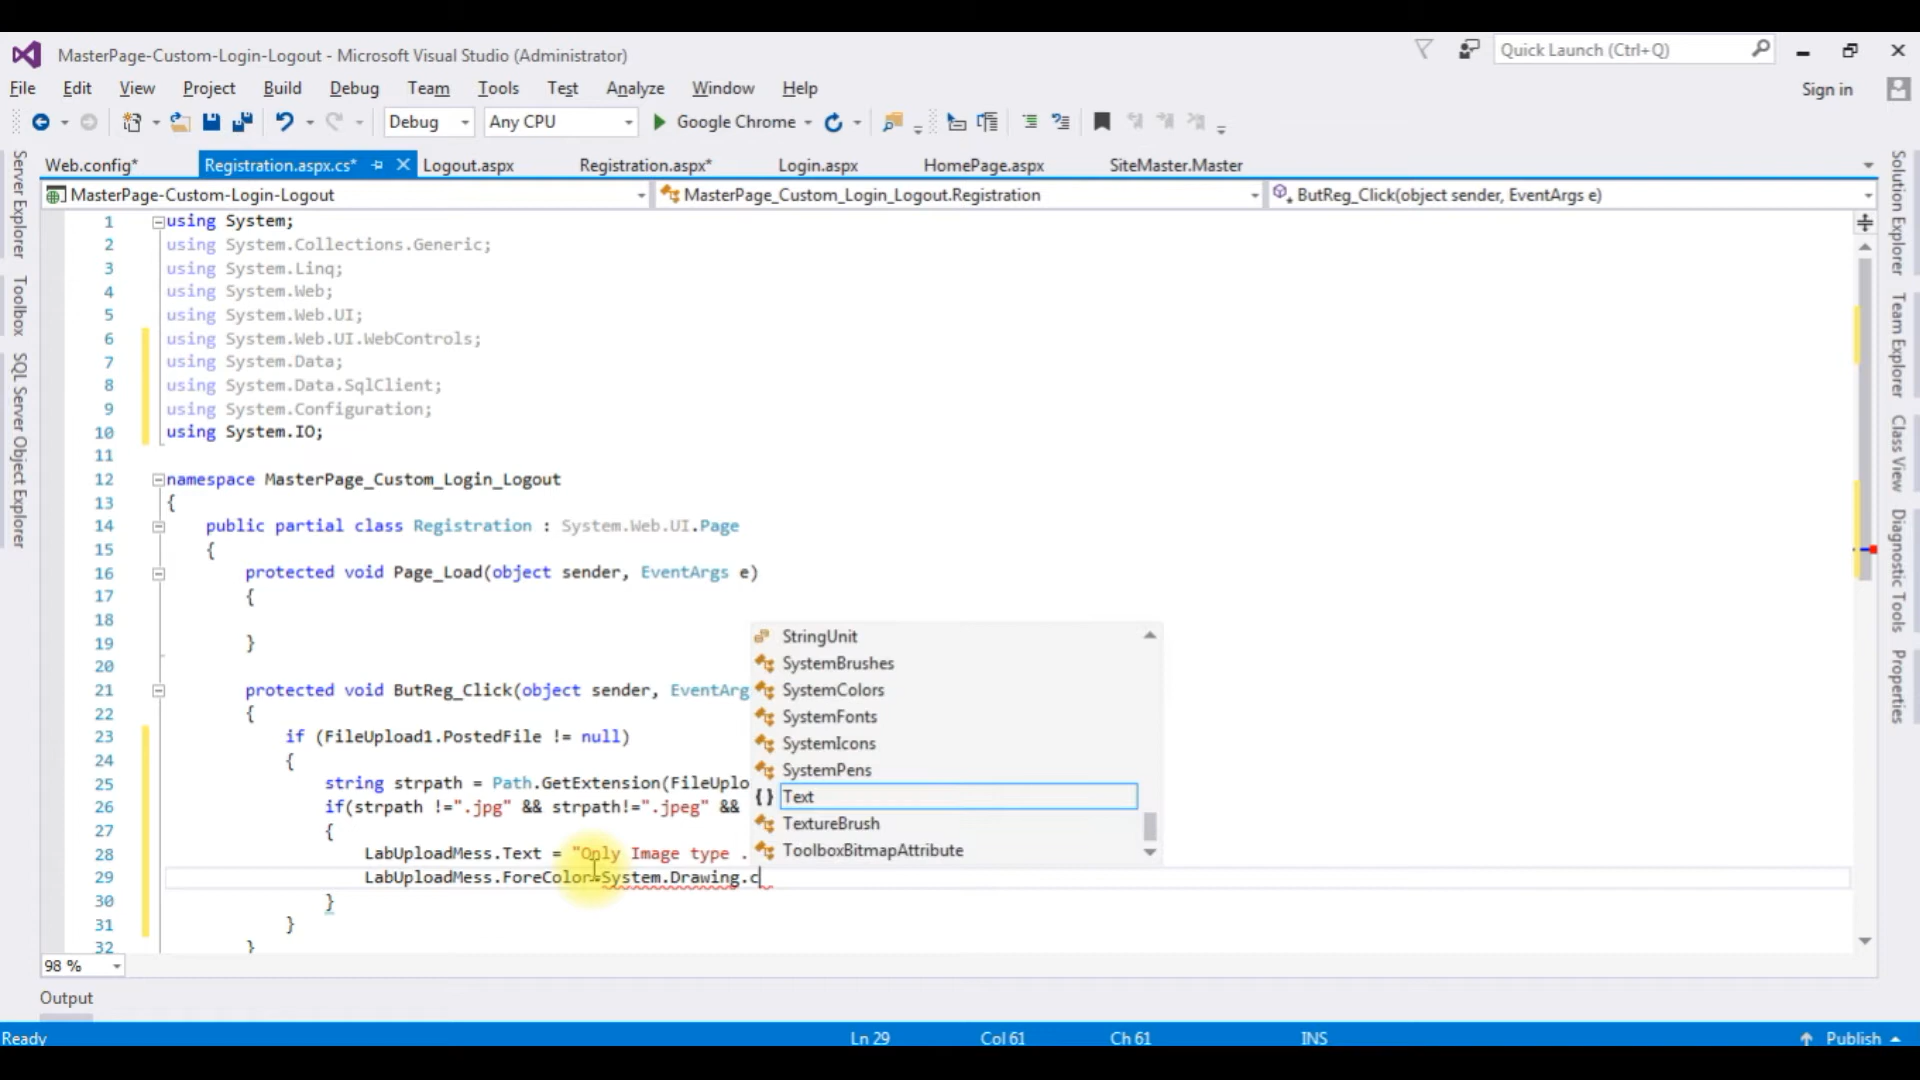 MasterPage-Custom-Login-Logout - Microsoft Visual Studio (Administrator)
Quick Launch (Ctrl+Q)
File Edit View Project Build Debug Team Tools Test Analyze Window Help
Sign in
Debug Any CPU Google Chrome
Web.config* Registration.aspx.cs* Logout.aspx Registration.aspx* Login.aspx HomePage.aspx SiteMaster.Master
MasterPage-Custom-Login-Logout MasterPage_Custom_Login_Logout.Registration ButReg_Click(object sender, EventArgs e)
Server Explorer
Toolbox
SQL Server Object Explorer
1 using System;
2 using System.Collections.Generic;
3 using System.Linq;
4 using System.Web;
5 using System.Web.UI;
6 using System.Web.UI.WebControls;
7 using System.Data;
8 using System.Data.SqlClient;
9 using System.Configuration;
10 using System.IO;
11
12 namespace MasterPage_Custom_Login_Logout
13 {
14 public partial class Registration : System.Web.UI.Page
15 {
16 protected void Page_Load(object sender, EventArgs e)
17 {
18
19 }
20
21 protected void ButReg_Click(object sender, EventArg
22 {
23 if (FileUpload1.PostedFile != null)
24 {
25 string strpath = Path.GetExtension(FileUplo
26 if(strpath !=".jpg" && strpath!=".jpeg" &&
27 {
28 LabUploadMess.Text = "Only Image type .
29 LabUploadMess.ForeColor=System.Drawing.c
30 }
31 }
32 }
StringUnit
SystemBrushes
SystemColors
SystemFonts
SystemIcons
SystemPens
{} Text
TextureBrush
ToolboxBitmapAttribute
Solution Explorer
Team Explorer
Class View
Diagnostic Tools
Properties
98 %
Output
Ready Ln 29 Col 61 Ch 61 INS Publish